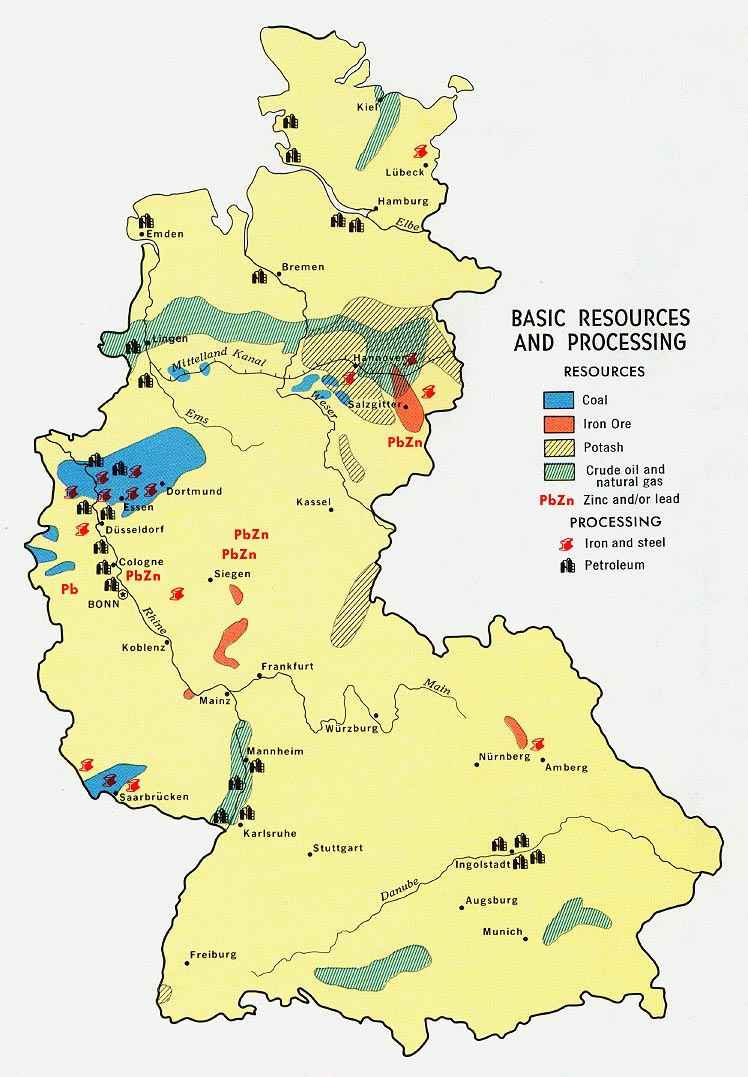 Kiel
Lübeck
Hamburg
Elbe
Emden
Bremen
BASIC RESOURCES
AND PROCESSING
RESOURCES
Coal
Iron Ore
Potash
Crude oil and
natural gas
PbZn Zinc and/or lead
PROCESSING
Iron and steel
Petroleum
Lingen
Mittelland Kanal
Hannover
Weser
Salzgitter
PbZn
Ems
Dortmund
Essen
Kassel
Düsseldorf
PbZn
PbZn
Cologne
PbZn
Siegen
Pb
BONN
Rhine
Koblenz
Frankfurt
Mainz
Main
Würzburg
Mannheim
Nürnberg
Amberg
Saarbrücken
Karlsruhe
Stuttgart
Ingolstadt
Danube
Augsburg
Munich
Freiburg